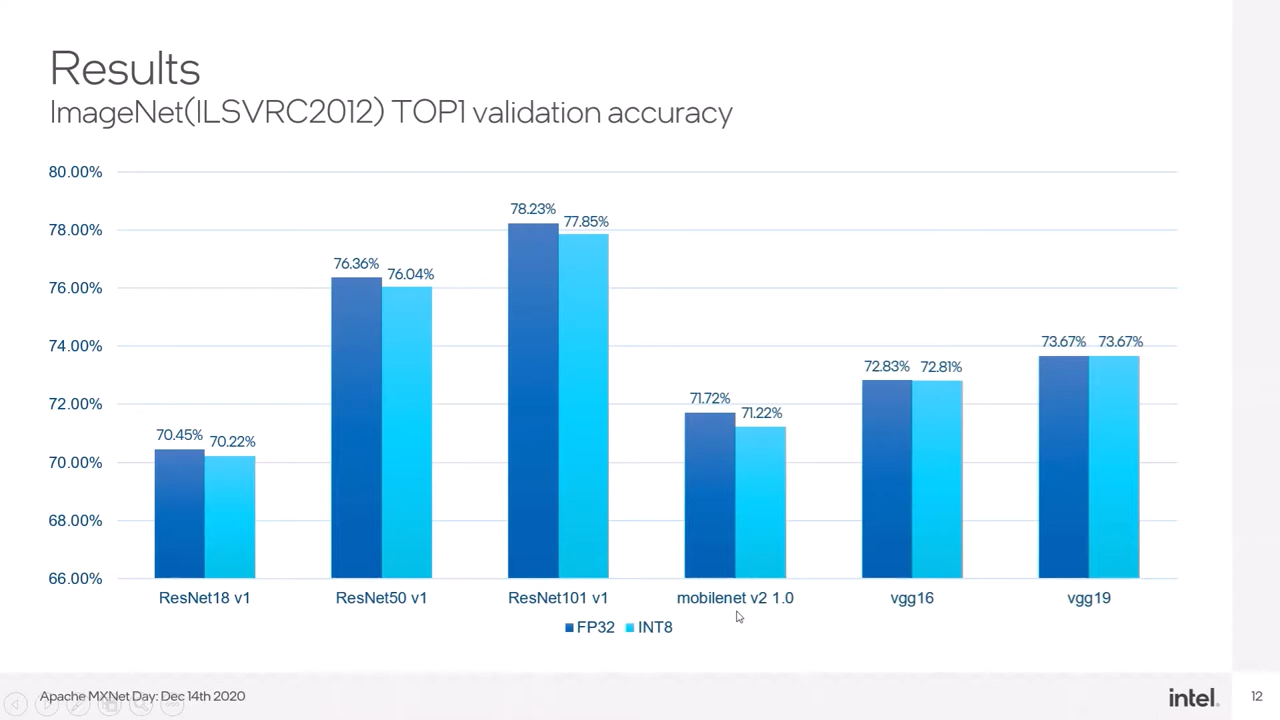 Results
ImageNet(ILSVRC2012) TOP1 validation accuracy
80.00%
78.00%
76.00%
74.00%
72.00%
70.00%
68.00%
66.00%
70.45% 70.22%
76.36% 76.04%
78.23% 77.85%
71.72% 71.22%
72.83% 72.81%
73.67% 73.67%
ResNet18 v1 ResNet50 v1 ResNet101 v1 mobilenet v2 1.0 vgg16 vgg19
FP32 INT8
Apache MXNet Day: Dec 14th 2020
intel.
12